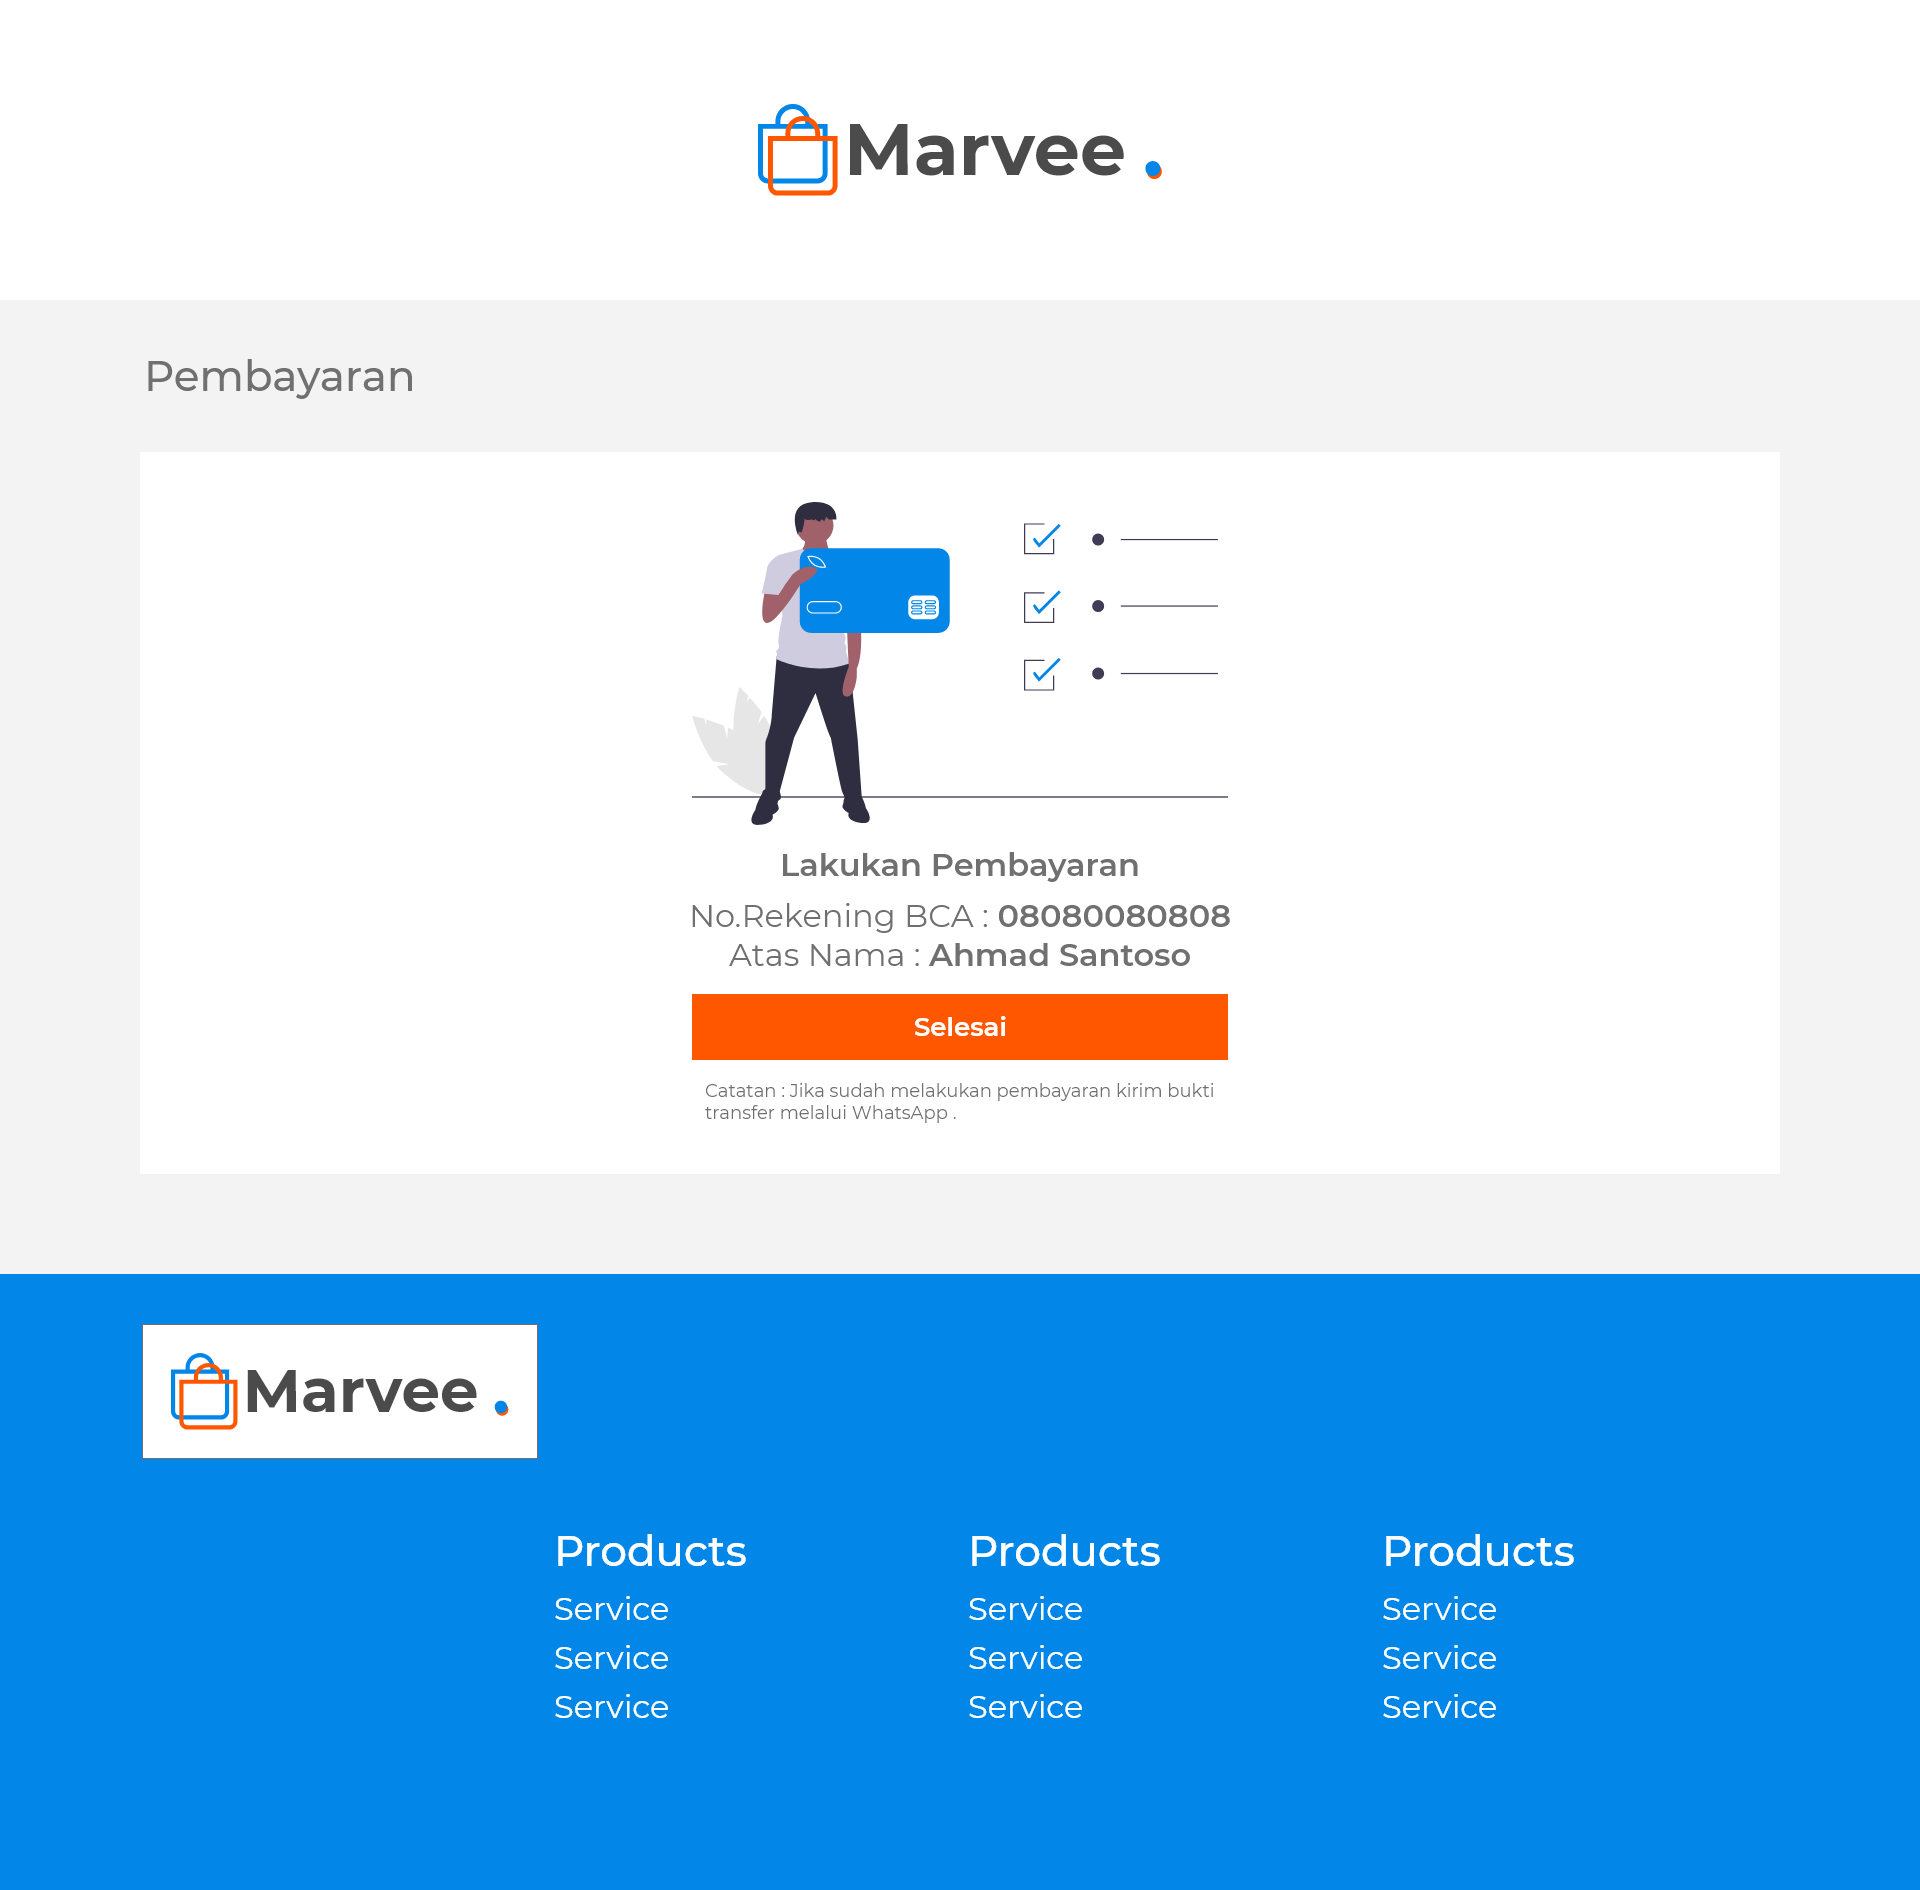 Marvee .
Pembayaran
Lakukan Pembayaran
No.Rekening BCA : 08080080808
Atas Nama : Ahmad Santoso
Selesai
Catatan : Jika sudah melakukan pembayaran kirim bukti
transfer melalui WhatsApp .
Marvee .
Products
Service
Service
Service
Products
Service
Service
Service
Products
Service
Service
Service